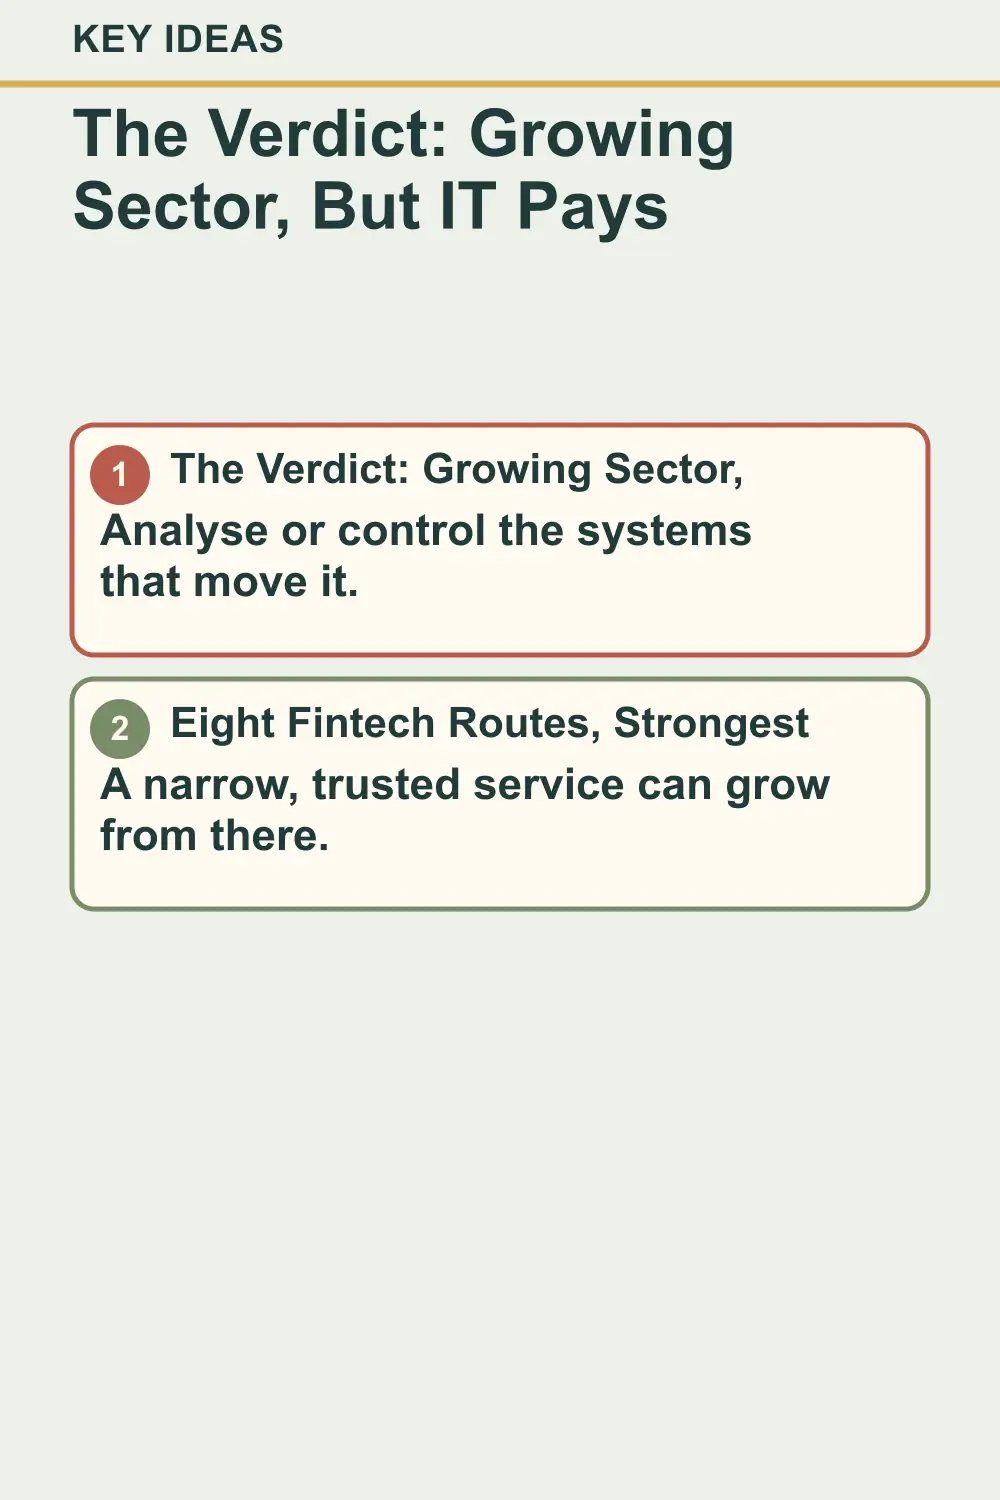 KEY IDEAS
The Verdict: Growing
Sector, But IT Pays
1 The Verdict: Growing Sector,
Analyse or control the systems
that move it.
2 Eight Fintech Routes, Strongest
A narrow, trusted service can grow
from there.